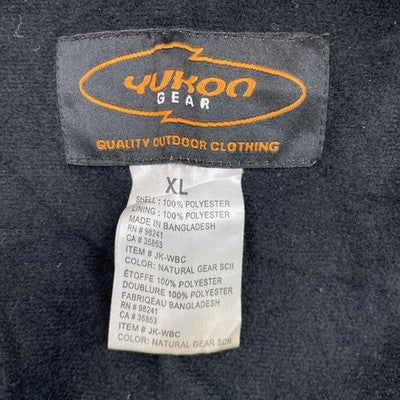 YUKON
GEAR
QUALITY OUTDOOR CLOTHING
XL
SHELL: 100% POLYESTER
LINING : 100% POLYESTER
MADE IN BANGLADESH
RN # 98241
CA # 35853
ITEM # JK-WBC
COLOR: NATURAL GEAR SCII
ÉTOFFE 100% POLYESTER
DOUBLURE 100% POLYESTER
FABRIQÉAU BANGLADESH
RN # 98241
CA # 35853
ITEM # JK-WBC
COLOR: NATURAL GEAR SCII